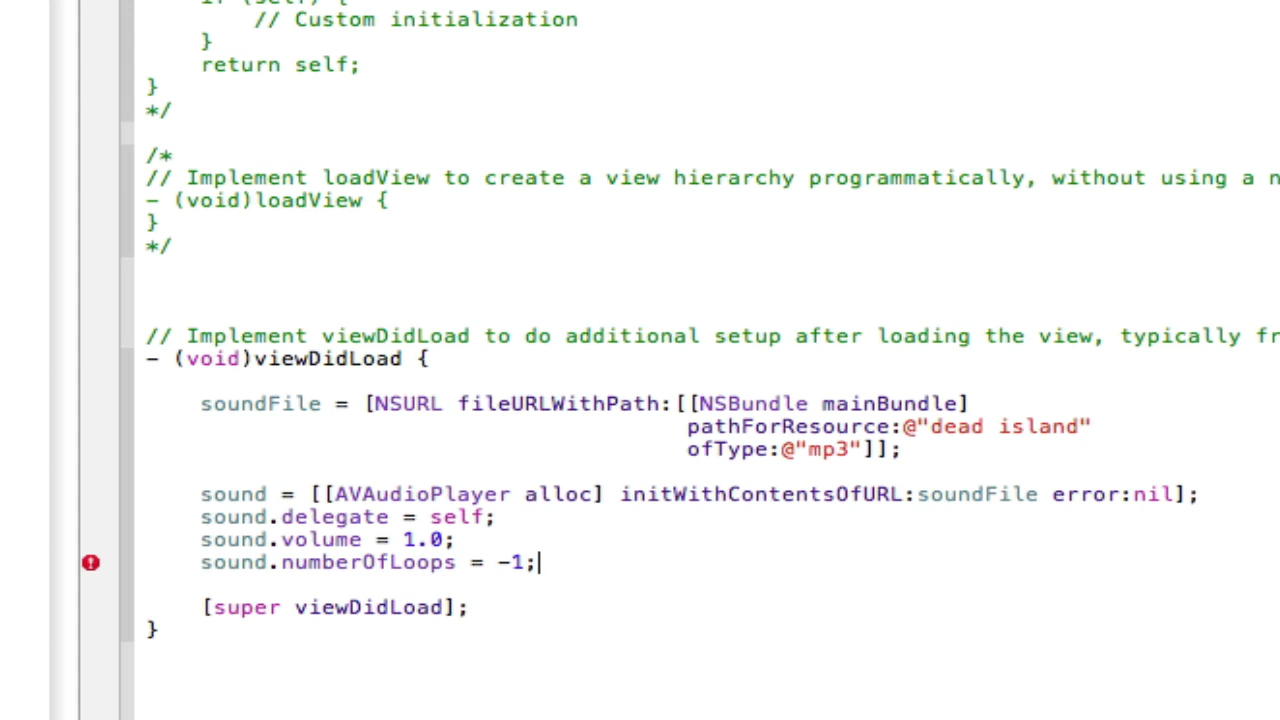 if (self) {
// Custom initialization
}
return self;
}
*/
/*
// Implement loadView to create a view hierarchy programmatically, without using a
- (void)loadView {
}
*/
// Implement viewDidLoad to do additional setup after loading the view, typically
- (void)viewDidLoad {
soundFile = [NSURL fileURLWithPath:[[NSBundle mainBundle]
pathForResource:@"dead island"
ofType:@"mp3"]];
sound = [[AVAudioPlayer alloc] initWithContentsOfURL:soundFile error:nil];
sound.delegate = self;
sound.volume = 1.0;
sound.numberOfLoops = -1;
[super viewDidLoad];
}